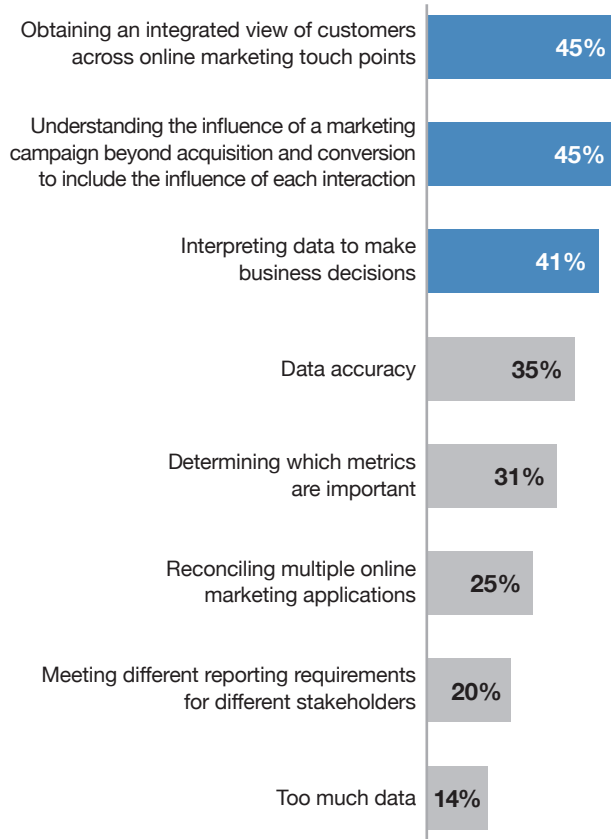 Obtaining an integrated view of customers
across online marketing touch points
45%
Understanding the influence of a marketing
campaign beyond acquisition and conversion
to include the influence of each interaction
45%
Interpreting data to make
business decisions
41%
Data accuracy
35%
Determining which metrics
are important
31%
Reconciling multiple online
marketing applications
25%
Meeting different reporting requirements
for different stakeholders
20%
Too much data
14%